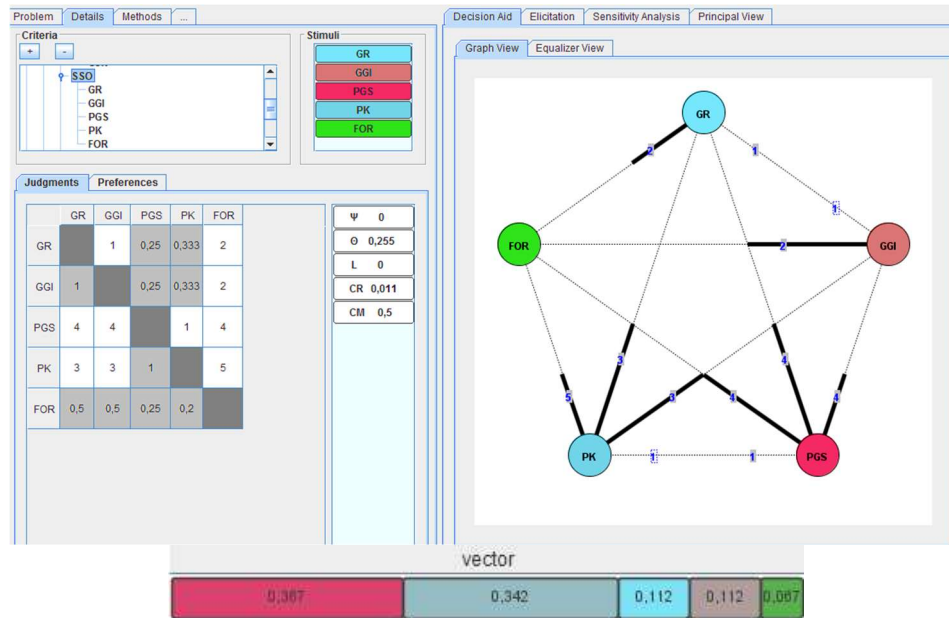 Problem Details Methods ...
Criteria
+ -
SSO
GR
GGI
PGS
PK
FOR
Stimuli
GR
GGI
PGS
PK
FOR
Judgments Preferences
GR GGI PGS PK FOR
GR 1 0,25 0,333 2
GGI 1 0,25 0,333 2
PGS 4 4 1 4
PK 3 3 1 5
FOR 0,5 0,5 0,25 0,2
Ψ 0
Θ 0,255
L 0
CR 0,011
CM 0,5
Decision Aid Elicitation Sensitivity Analysis Principal View
Graph View Equalizer View
GR
2 1
1
FOR 2 GGI
3 4
5 3 4 4
PK 1 1 PGS
vector
0,367 0,342 0,112 0,112 0,067